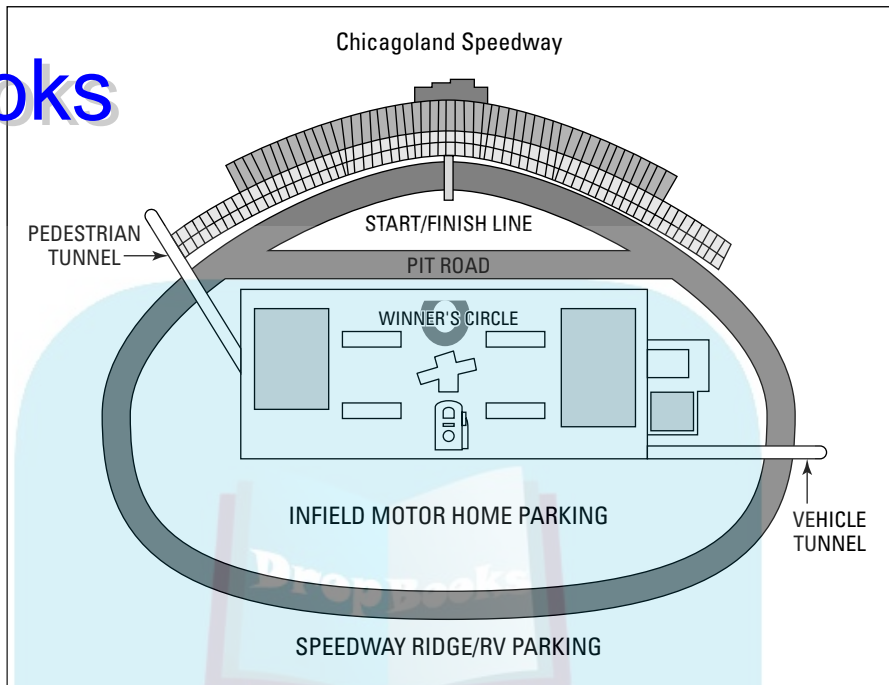 Chicagoland Speedway
oks
START/FINISH LINE
PEDESTRIAN
TUNNEL
PIT ROAD
WINNER'S CIRCLE
INFIELD MOTOR HOME PARKING
VEHICLE
TUNNEL
DropBooks
SPEEDWAY RIDGE/RV PARKING